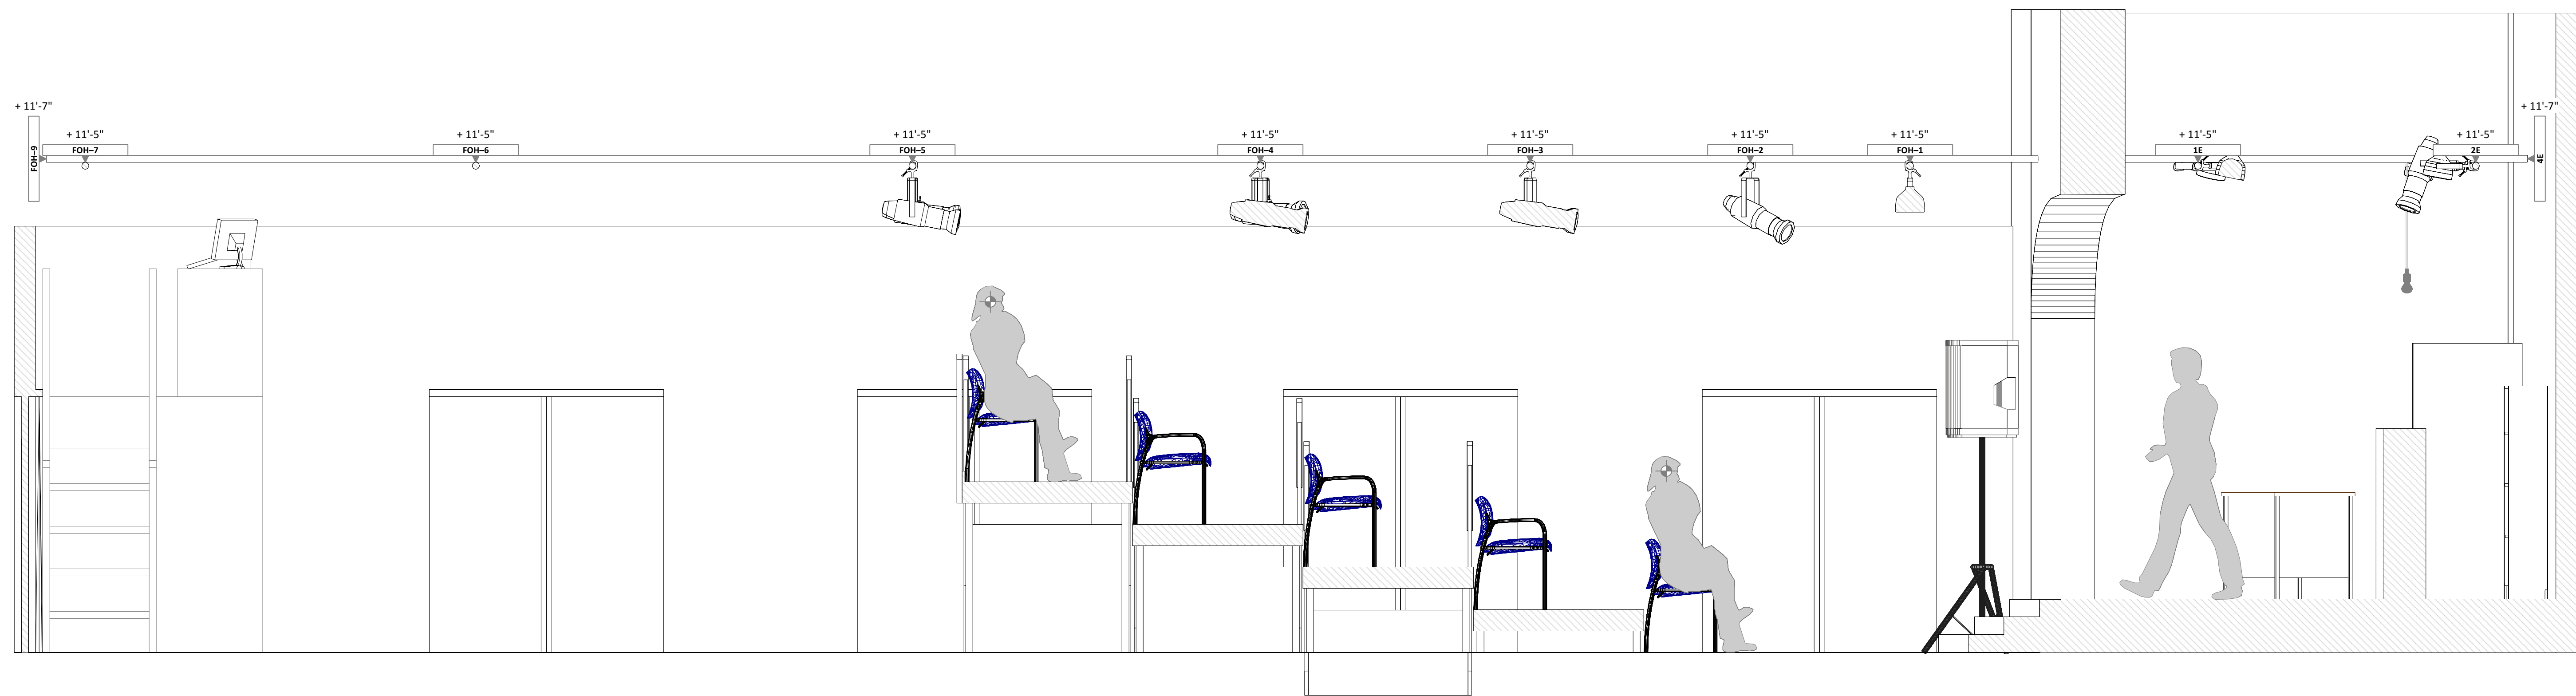 + 11'-7"
FOH–9
+ 11'-5"
FOH–7
+ 11'-5"
FOH–6
+ 11'-5"
FOH–5
+ 11'-5"
FOH–4
+ 11'-5"
FOH–3
+ 11'-5"
FOH–2
+ 11'-5"
FOH–1
+ 11'-5"
1E
+ 11'-5"
2E
+ 11'-7"
4E